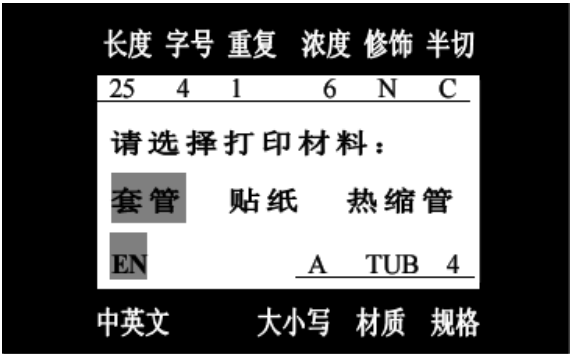 长度 字号 重复 浓度 修饰 半切
25 4 1 6 N C
请选择打印材料：
套管 贴纸 热缩管
EN A TUB 4
中英文 大小写 材质 规格